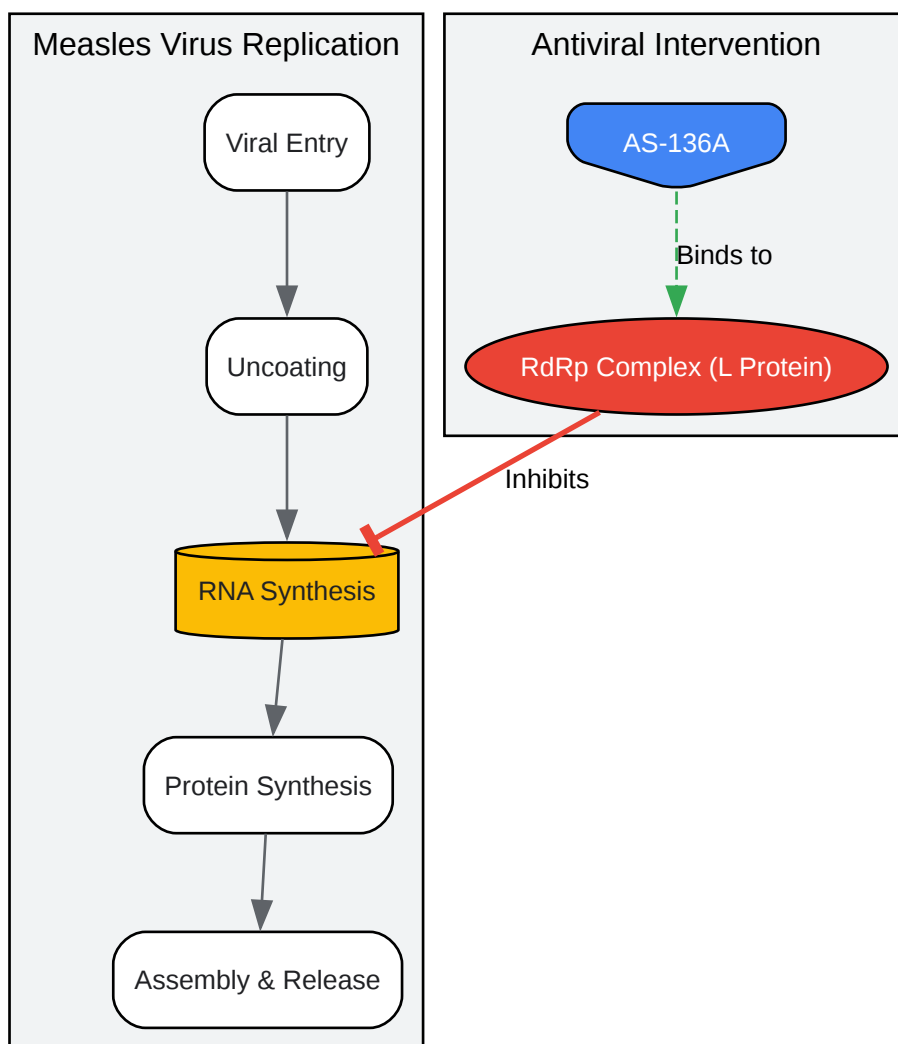 Measles Virus Replication
Viral Entry
Uncoating
RNA Synthesis
Protein Synthesis
Assembly & Release
Antiviral Intervention
AS-136A
Binds to
RdRp Complex (L Protein)
Inhibits